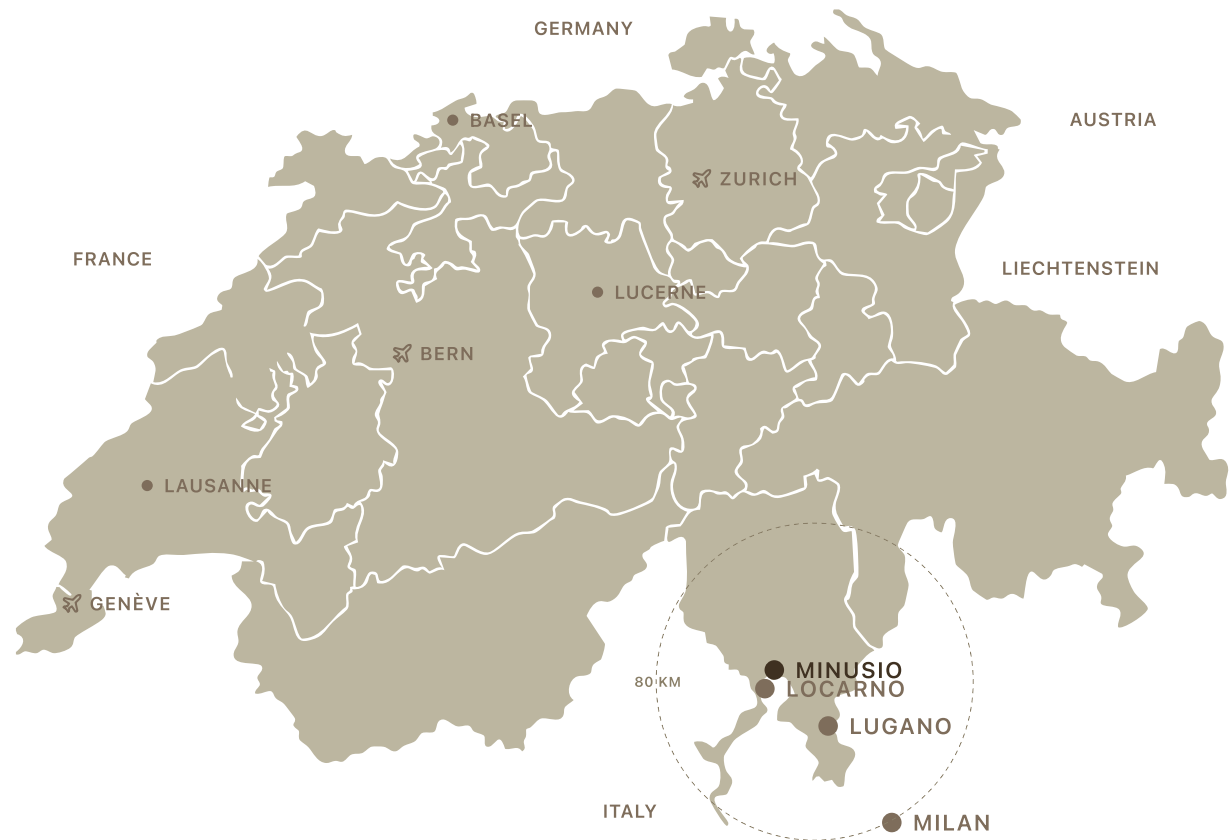 GERMANY
BASEL
AUSTRIA
ZURICH
FRANCE
LIECHTENSTEIN
LUCERNE
BERN
LAUSANNE
GENÈVE
MINUSIO
80 KM
LOCARNO
LUGANO
ITALY
MILAN